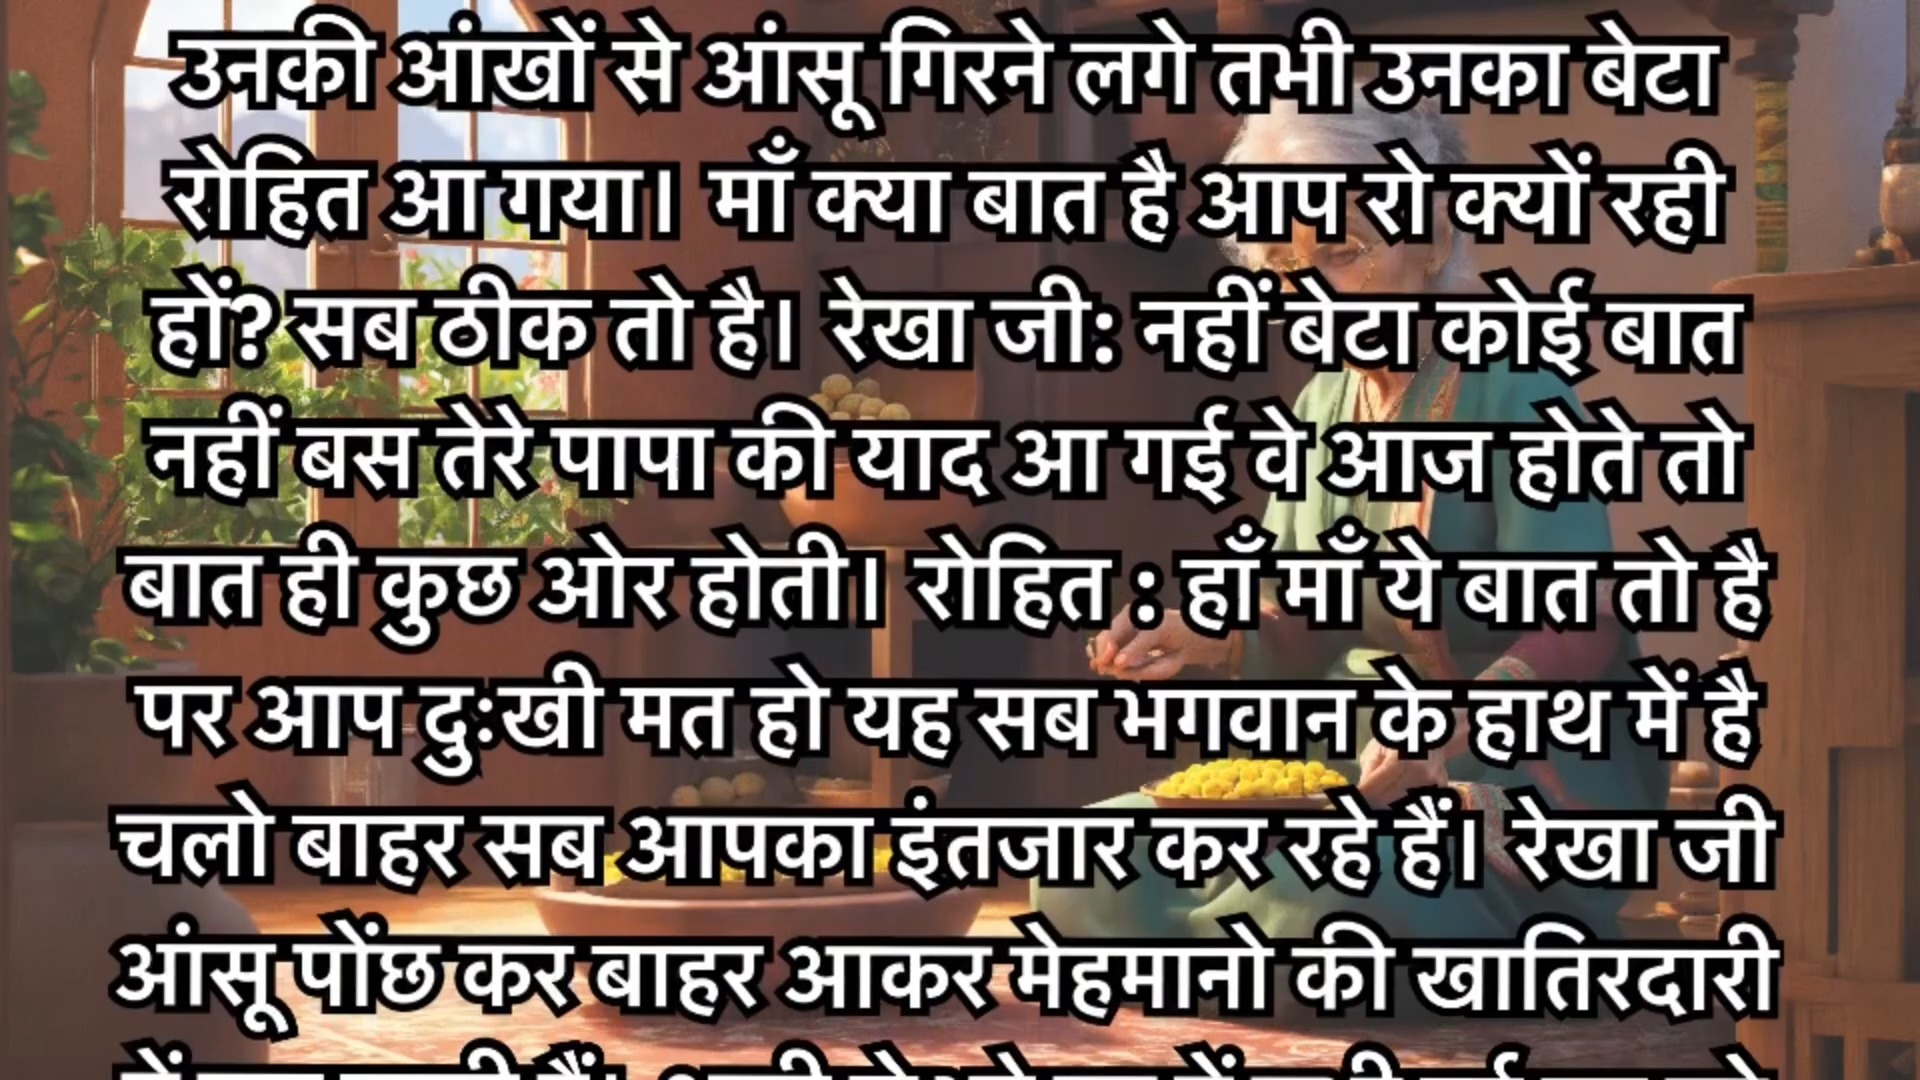 उनकी आंखों से आंसू गिरने लगे तभी उनका बेटा
रोहित आ गया। माँ क्या बात है आप रो क्यों रही
हों? सब ठीक तो है। रेखा जी: नहीं बेटा कोई बात
नहीं बस तेरे पापा की याद आ गई वे आज होते तो
बात ही कुछ ओर होती। रोहित : हाँ माँ ये बात तो है
पर आप दुःखी मत हो यह सब भगवान के हाथ में है
चलो बाहर सब आपका इंतजार कर रहे हैं। रेखा जी
आंसू पोंछ कर बाहर आकर मेहमानो की खातिरदारी